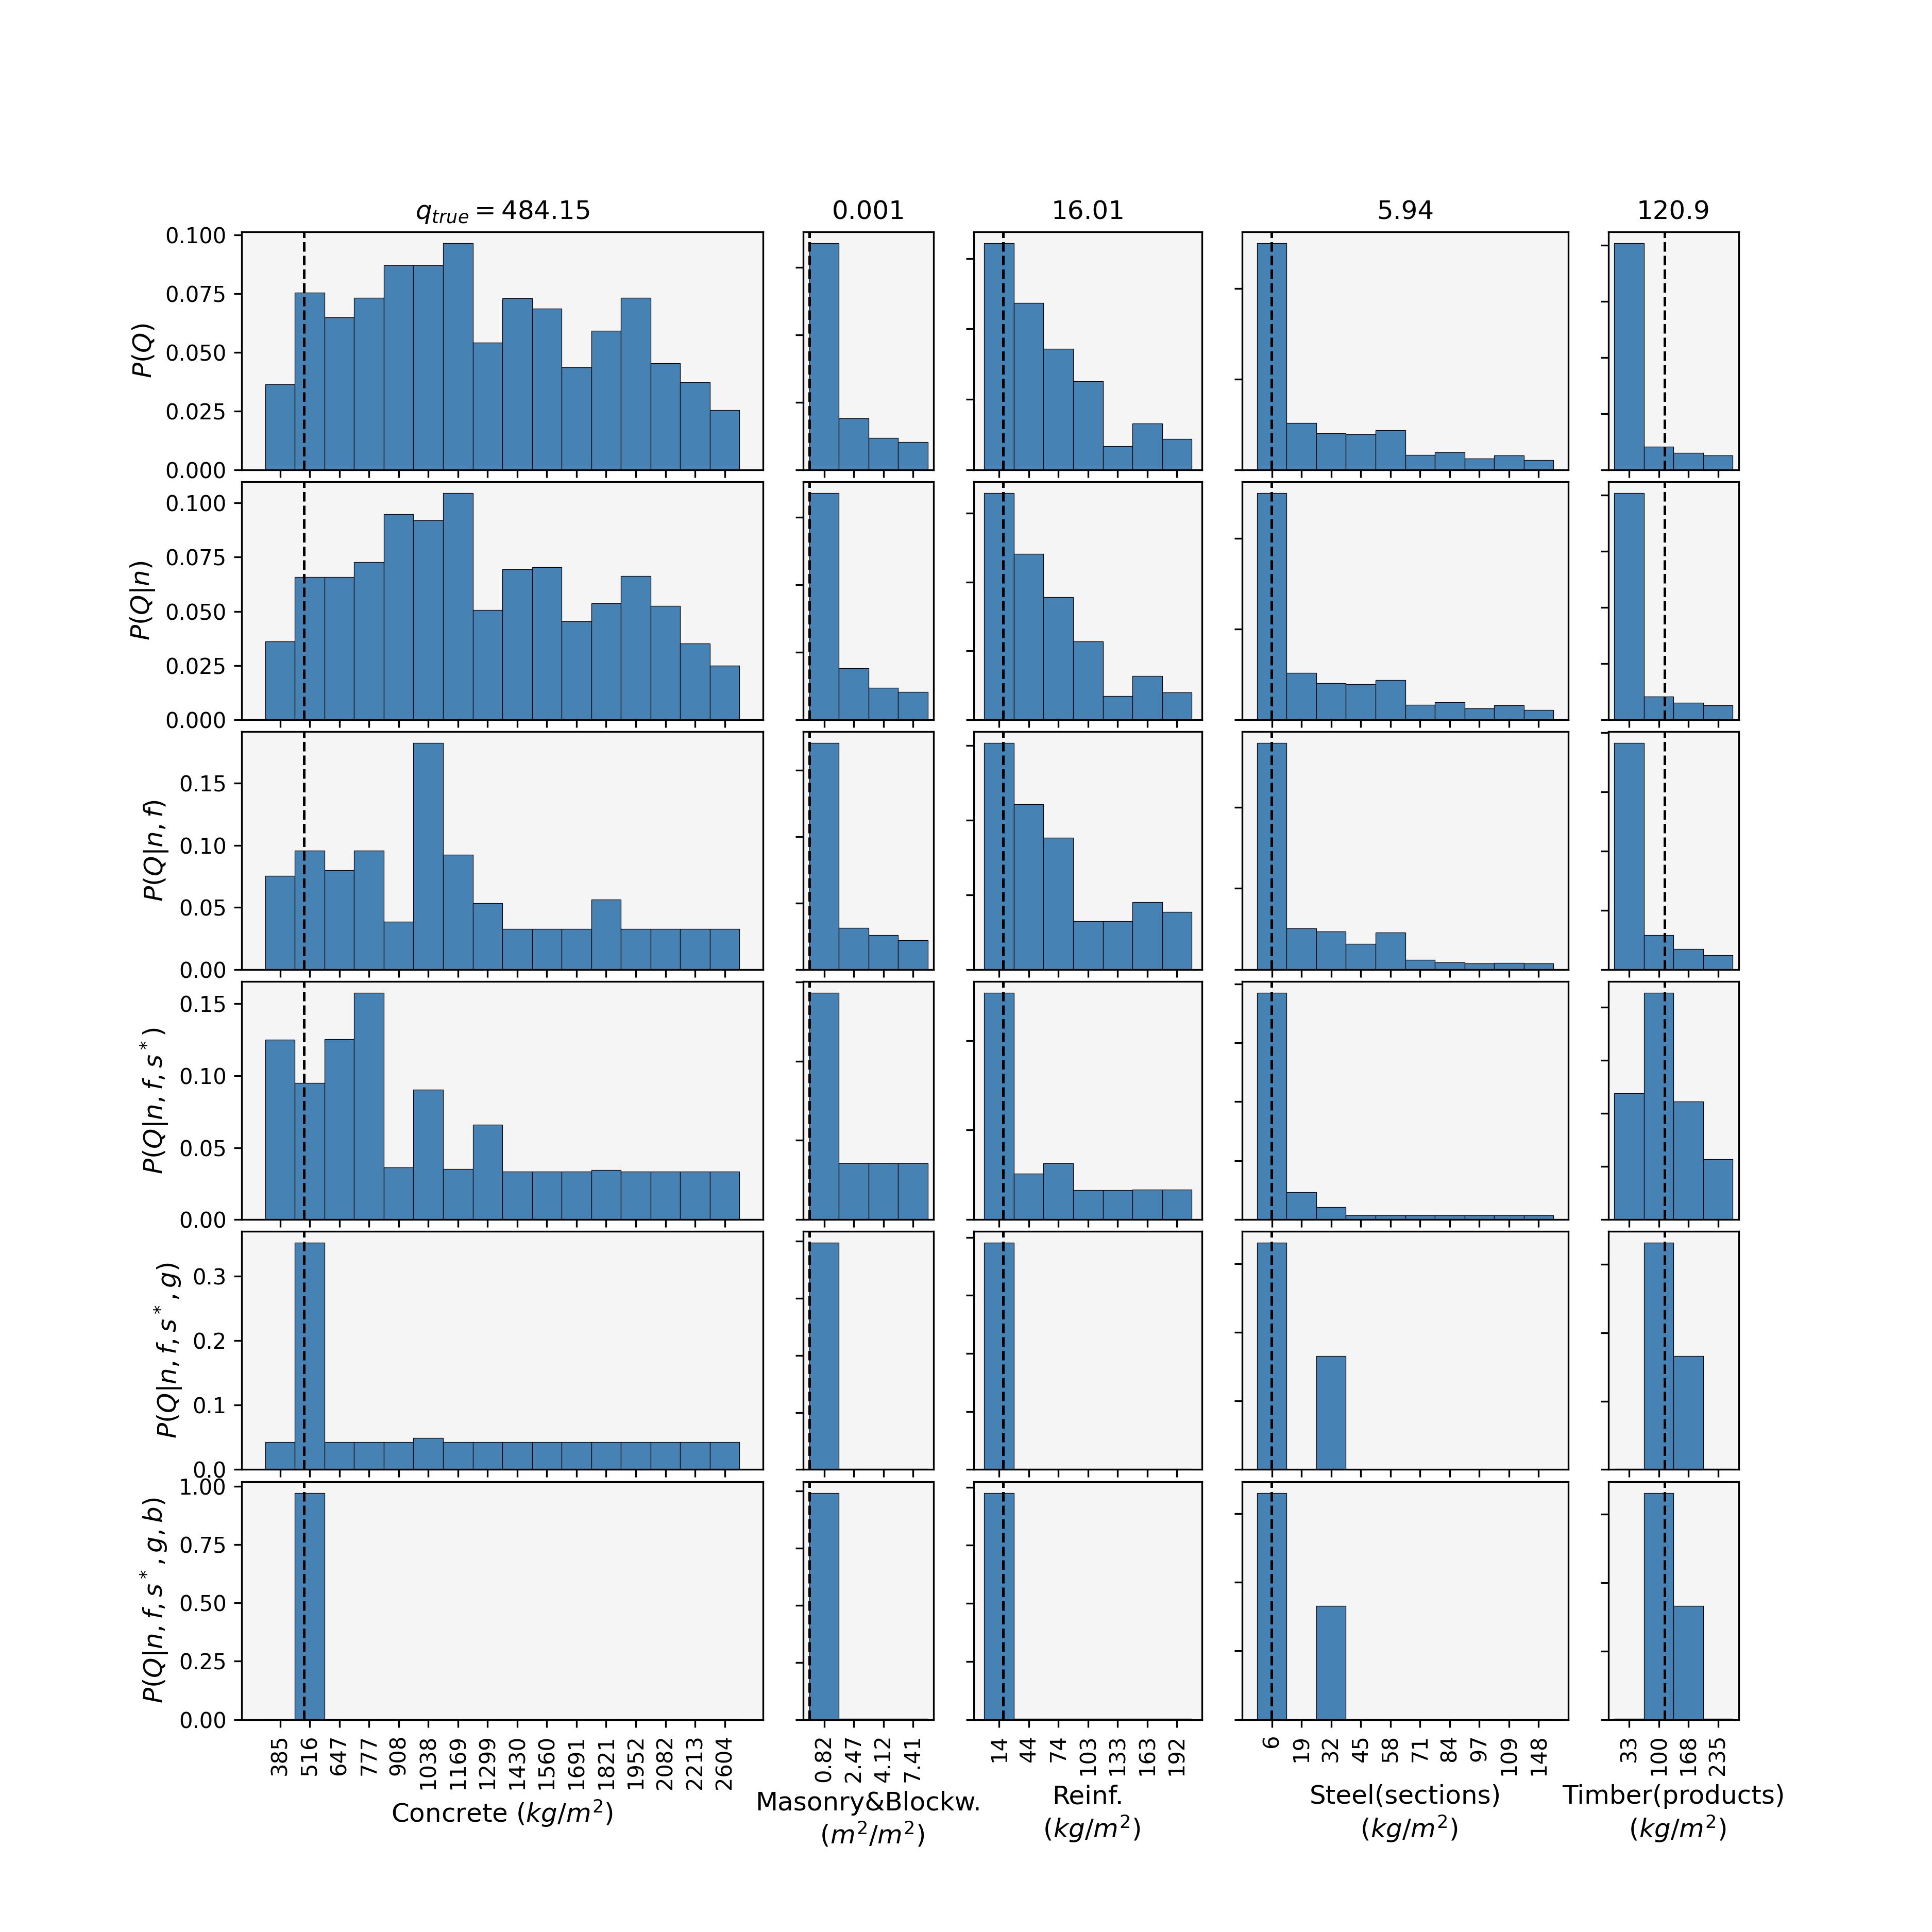 q_true = 484.15 0.001 16.01 5.94 120.9
0.100
0.075
0.050
0.025
0.000
P(Q)
0.100
0.075
0.050
0.025
0.000
P(Q|n)
0.15
0.10
0.05
0.00
P(Q|n, f)
0.15
0.10
0.05
0.00
P(Q|n, f, s*)
0.3
0.2
0.1
0.0
P(Q|n, f, s*, g)
1.00
0.75
0.50
0.25
0.00
P(Q|n, f, s*, g, b)
385 516 647 777 908 1038 1169 1299 1430 1560 1691 1821 1952 2082 2213 2604
Concrete (kg/m²)
0.82 2.47 4.12 7.41
Masonry&Blockw.
(m²/m²)
14 44 74 103 133 163 192
Reinf.
(kg/m²)
6 19 32 45 58 71 84 97 109 148
Steel(sections)
(kg/m²)
33 100 168 235
Timber(products)
(kg/m²)